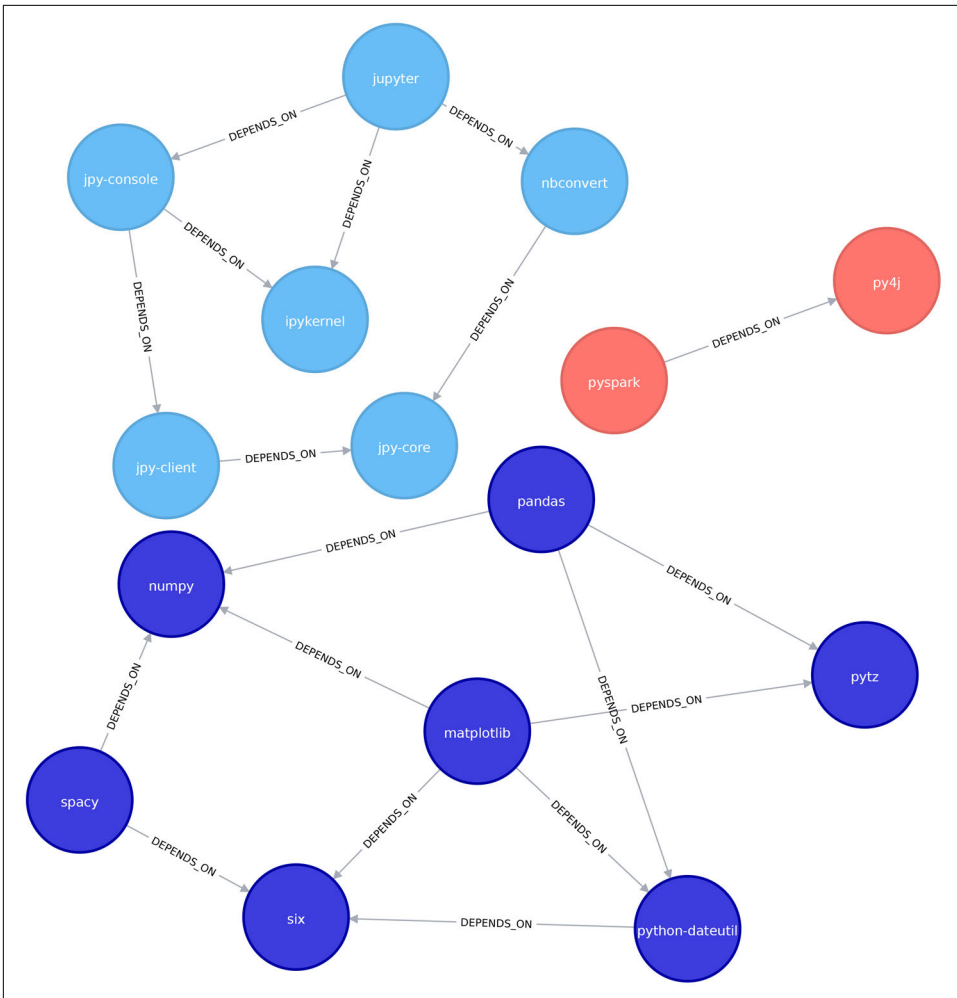 jupyter
DEPENDS_ON
DEPENDS_ON
DEPENDS_ON
jpy-console
nbconvert
DEPENDS_ON
DEPENDS_ON
DEPENDS_ON
ipykernel
py4j
DEPENDS_ON
pyspark
jpy-client
DEPENDS_ON
jpy-core
pandas
DEPENDS_ON
DEPENDS_ON
DEPENDS_ON
numpy
DEPENDS_ON
DEPENDS_ON
pytz
DEPENDS_ON
matplotlib
DEPENDS_ON
spacy
DEPENDS_ON
DEPENDS_ON
DEPENDS_ON
six
DEPENDS_ON
python-dateutil